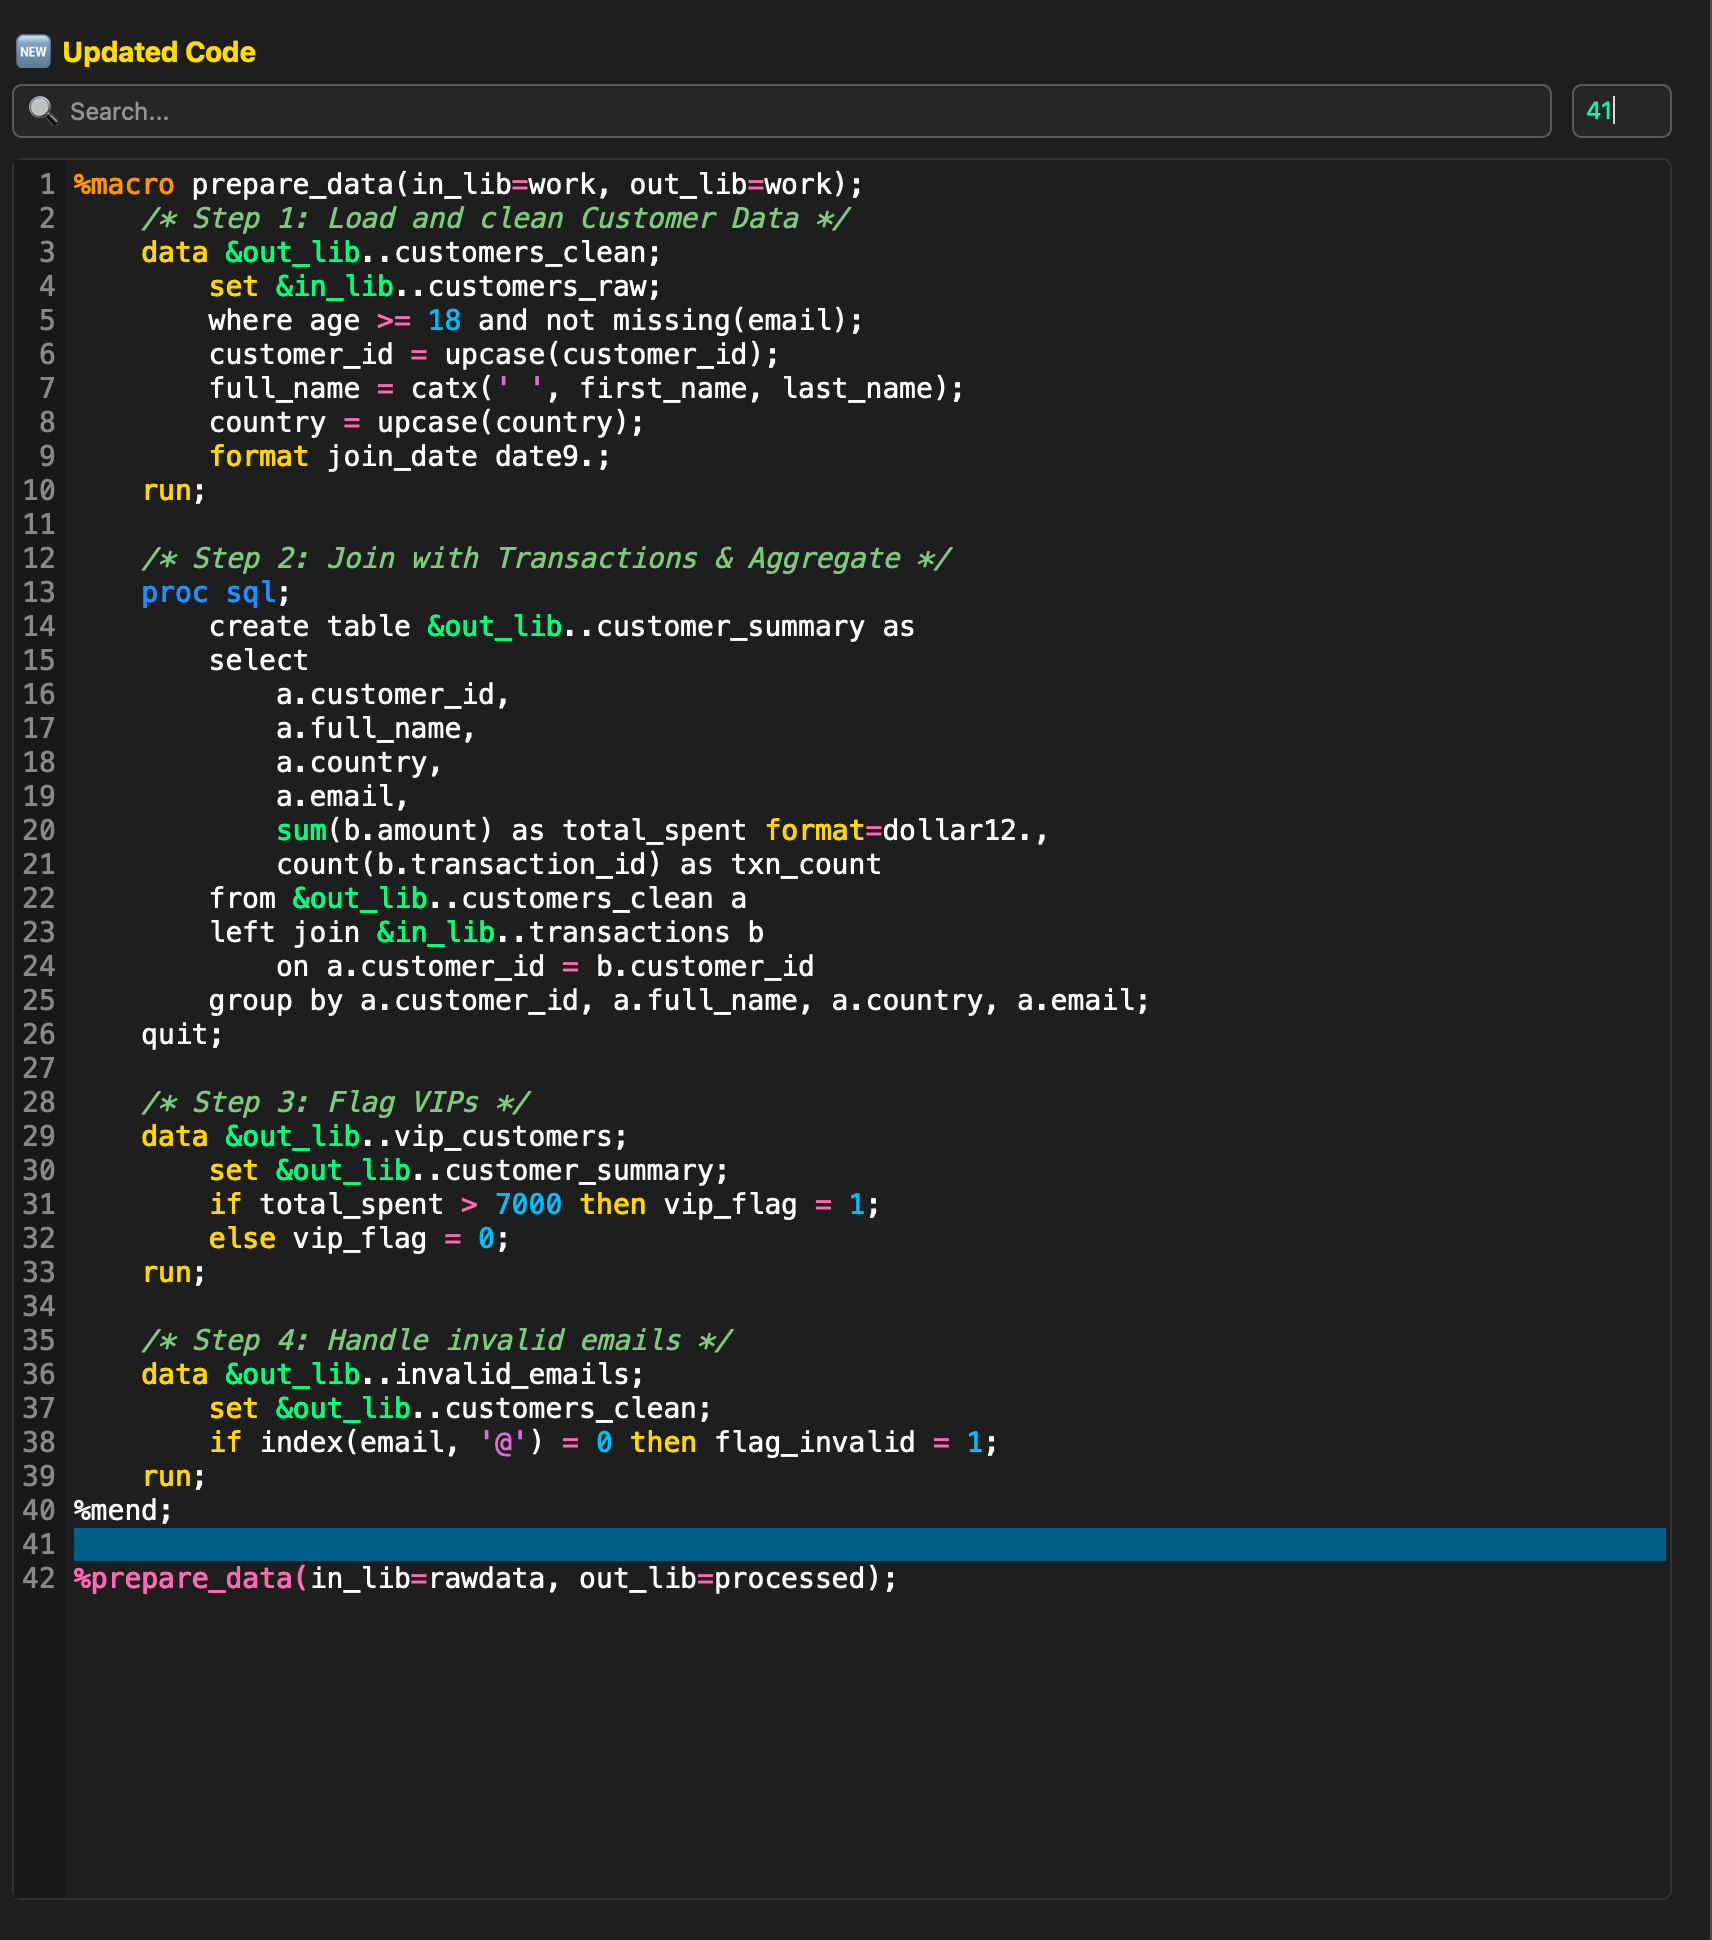 🆕 Updated Code
🔍 Search...
41
1 %macro prepare_data(in_lib=work, out_lib=work);
2     /* Step 1: Load and clean Customer Data */
3     data &out_lib..customers_clean;
4         set &in_lib..customers_raw;
5         where age >= 18 and not missing(email);
6         customer_id = upcase(customer_id);
7         full_name = catx(' ', first_name, last_name);
8         country = upcase(country);
9         format join_date date9.;
10     run;
11
12     /* Step 2: Join with Transactions & Aggregate */
13     proc sql;
14         create table &out_lib..customer_summary as
15         select
16             a.customer_id,
17             a.full_name,
18             a.country,
19             a.email,
20             sum(b.amount) as total_spent format=dollar12.,
21             count(b.transaction_id) as txn_count
22         from &out_lib..customers_clean a
23         left join &in_lib..transactions b
24             on a.customer_id = b.customer_id
25         group by a.customer_id, a.full_name, a.country, a.email;
26     quit;
27
28     /* Step 3: Flag VIPs */
29     data &out_lib..vip_customers;
30         set &out_lib..customer_summary;
31         if total_spent > 7000 then vip_flag = 1;
32         else vip_flag = 0;
33     run;
34
35     /* Step 4: Handle invalid emails */
36     data &out_lib..invalid_emails;
37         set &out_lib..customers_clean;
38         if index(email, '@') = 0 then flag_invalid = 1;
39     run;
40 %mend;
41
42 %prepare_data(in_lib=rawdata, out_lib=processed);